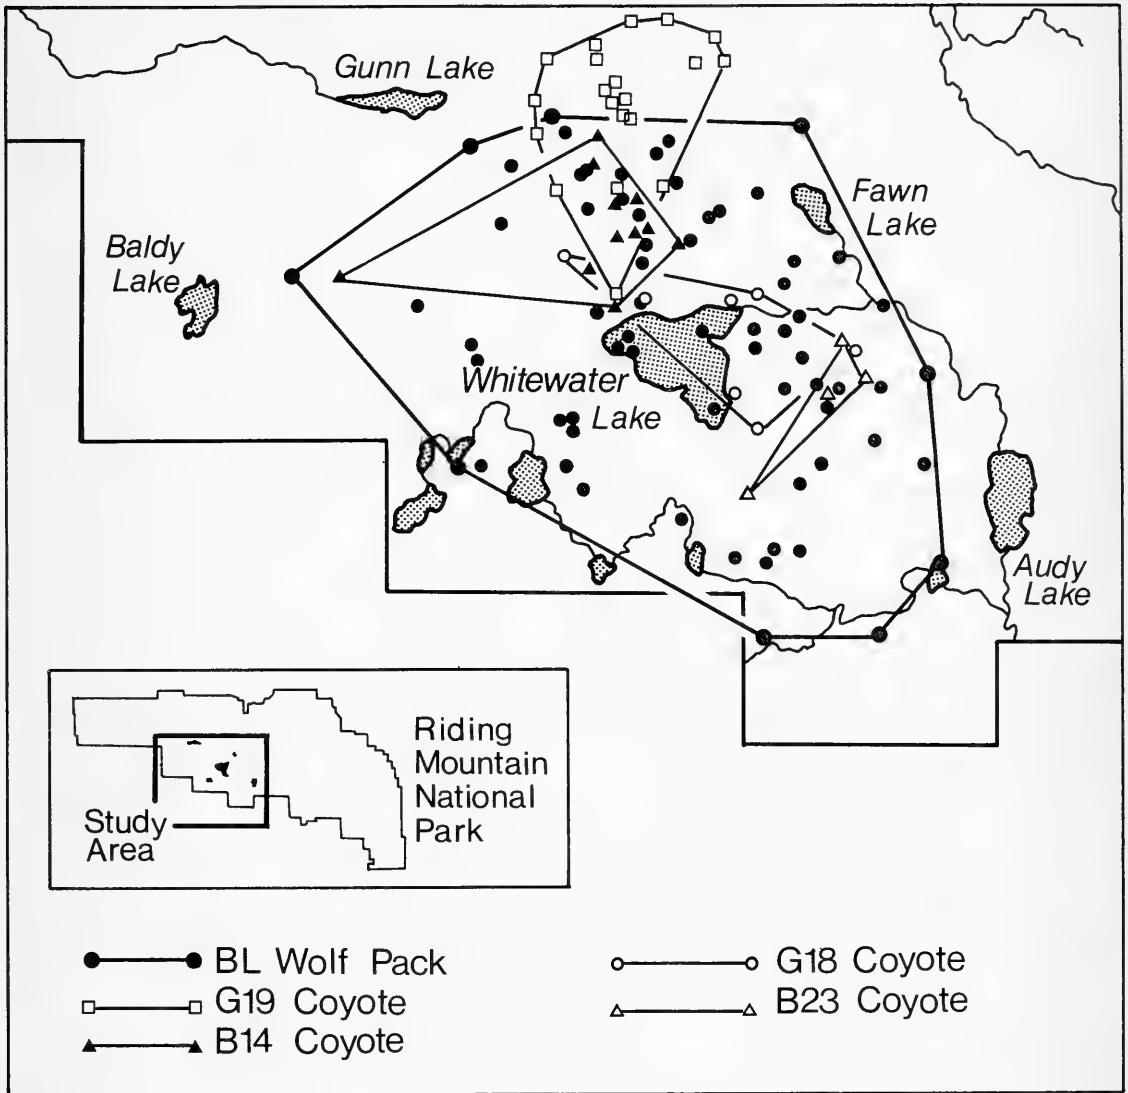 Gunn Lake
Fawn
Lake
Baldy
Lake
Whitewater
Lake
Audy
Lake
Riding
Mountain
National
Park
Study
Area
BL Wolf Pack
G19 Coyote
B14 Coyote
G18 Coyote
B23 Coyote